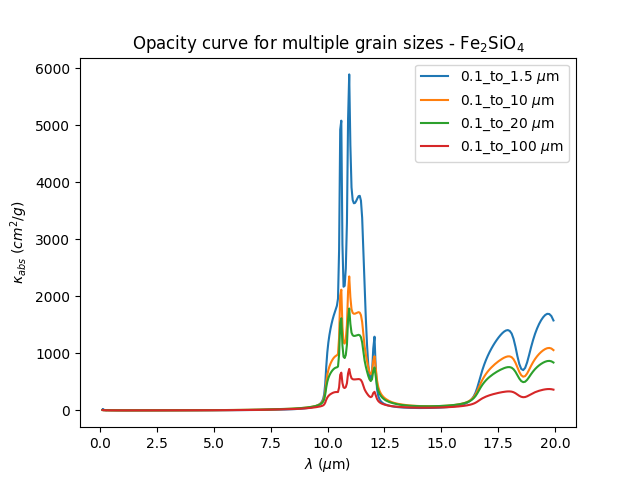 Opacity curve for multiple grain sizes - Fe₂SiO₄
6000
5000
4000
3000
2000
1000
0
κ_abs (cm²/g)
0.1_to_1.5 μm
0.1_to_10 μm
0.1_to_20 μm
0.1_to_100 μm
0.0 2.5 5.0 7.5 10.0 12.5 15.0 17.5 20.0
λ (μm)